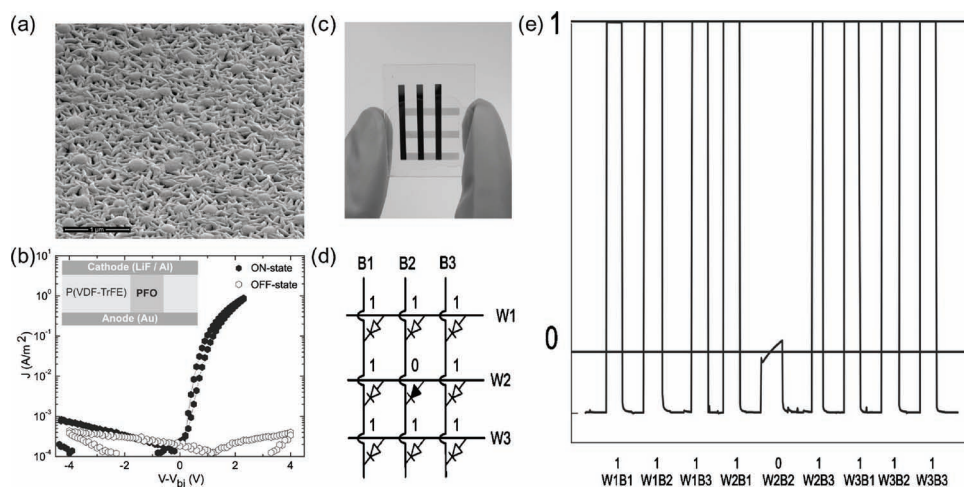 (a)
1 µm
(b)
Cathode (LiF / Al)
P(VDF-TrFE)
PFO
Anode (Au)
ON-state
OFF-state
J (A/m²)
10¹
10⁰
10⁻¹
10⁻²
10⁻³
10⁻⁴
-4 -2 0 2 4
V-V_bi (V)
(c)
(d)
B1 B2 B3
1 1 1 W1
1 0 1 W2
1 1 1 W3
(e)
1
0
1 1 1 1 0 1 1 1 1
W1B1 W1B2 W1B3 W2B1 W2B2 W2B3 W3B1 W3B2 W3B3